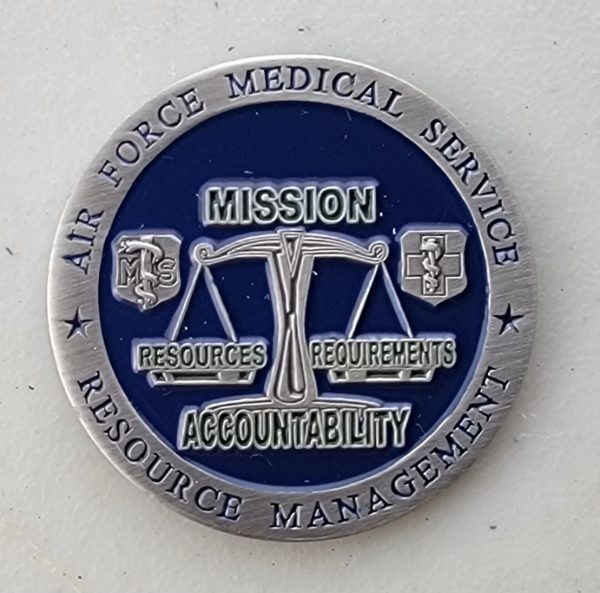 AIR FORCE MEDICAL SERVICE
MISSION
MS
RESOURCES REQUIREMENTS
ACCOUNTABILITY
RESOURCE MANAGEMENT